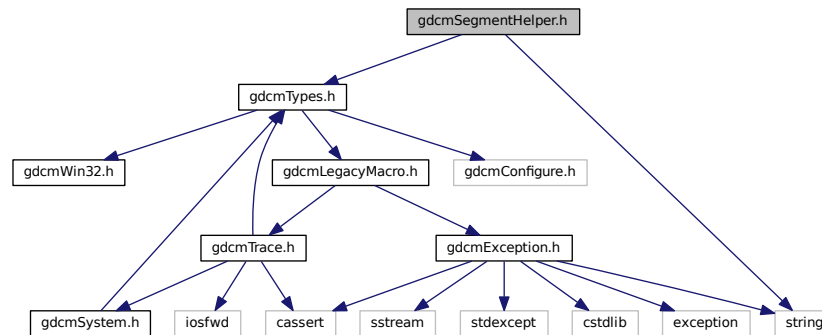 gdcmSegmentHelper.h
gdcmTypes.h
gdcmWin32.h
gdcmLegacyMacro.h
gdcmConfigure.h
gdcmTrace.h
gdcmException.h
gdcmSystem.h
iosfwd
cassert
sstream
stdexcept
cstdlib
exception
string